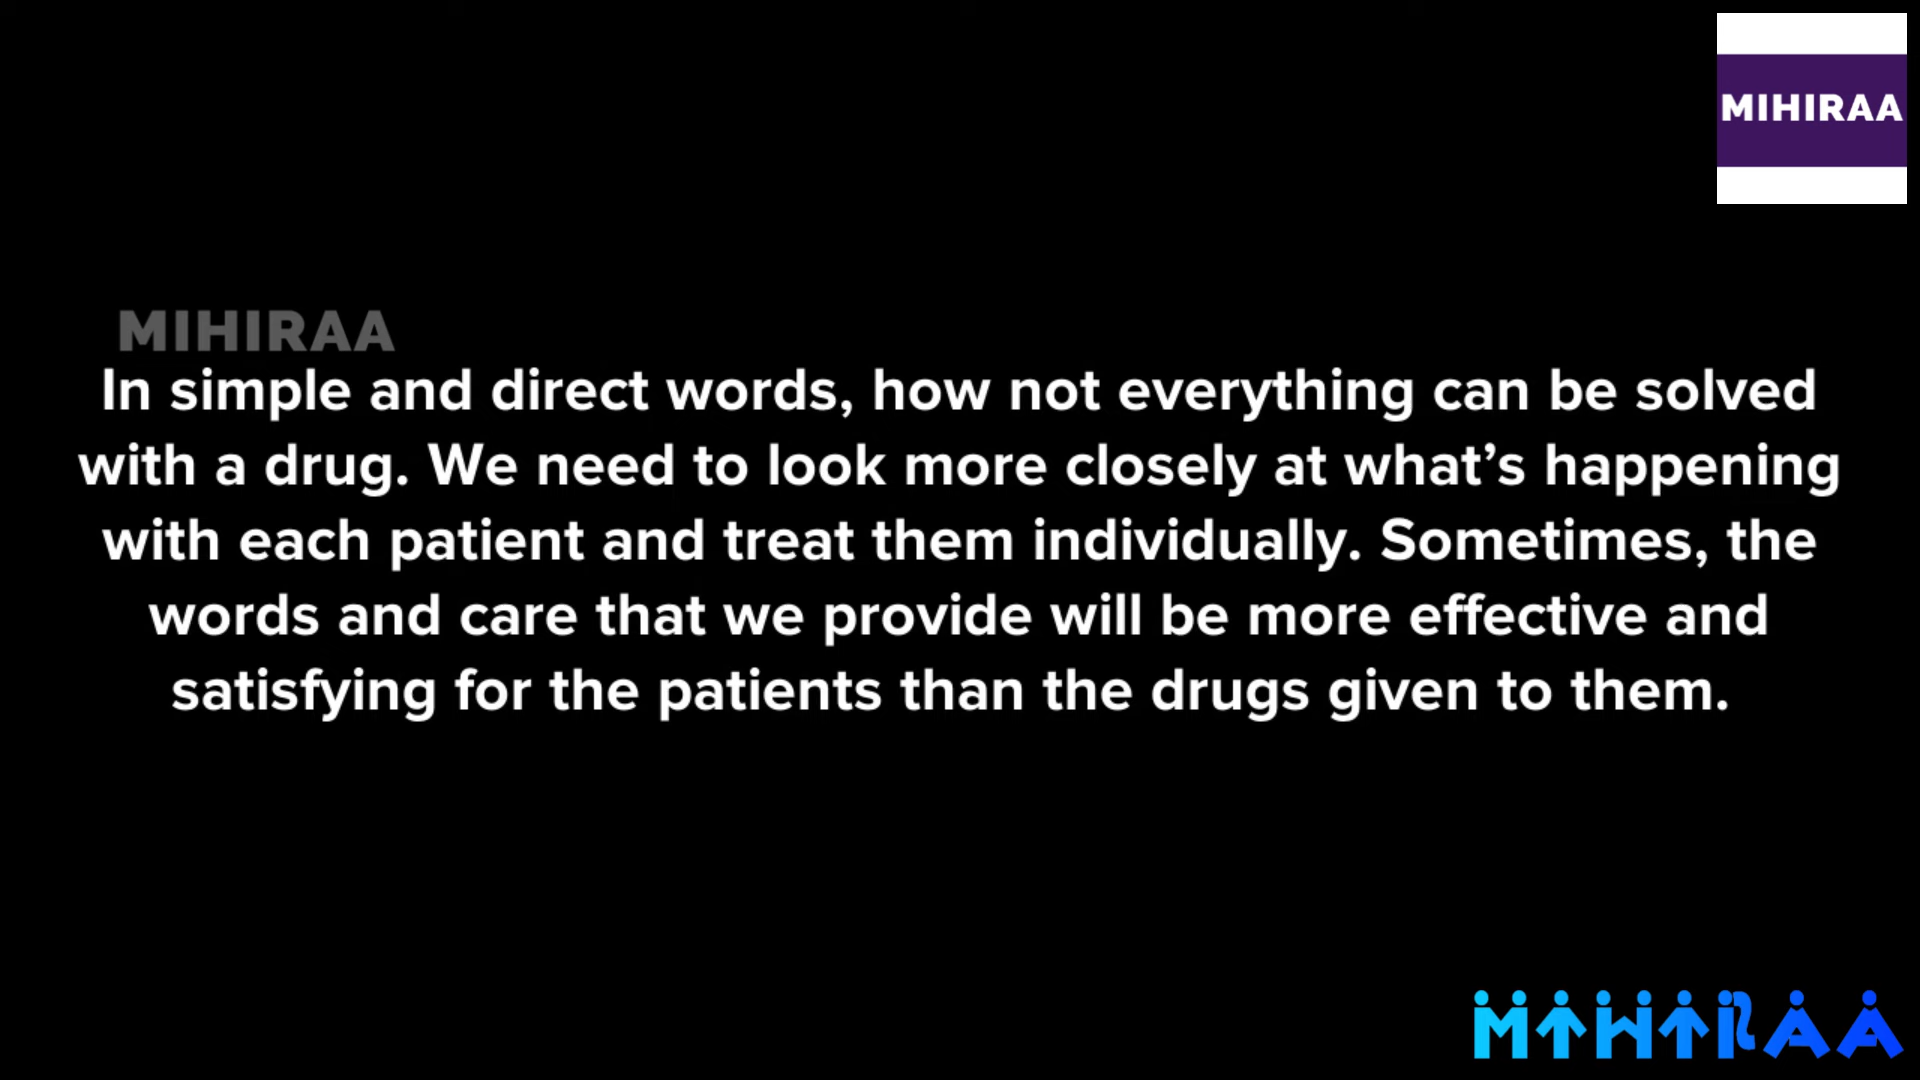 MIHIRAA
MIHIRAA
In simple and direct words, how not everything can be solved
with a drug. We need to look more closely at what’s happening
with each patient and treat them individually. Sometimes, the
words and care that we provide will be more effective and
satisfying for the patients than the drugs given to them.
MIHIRAA